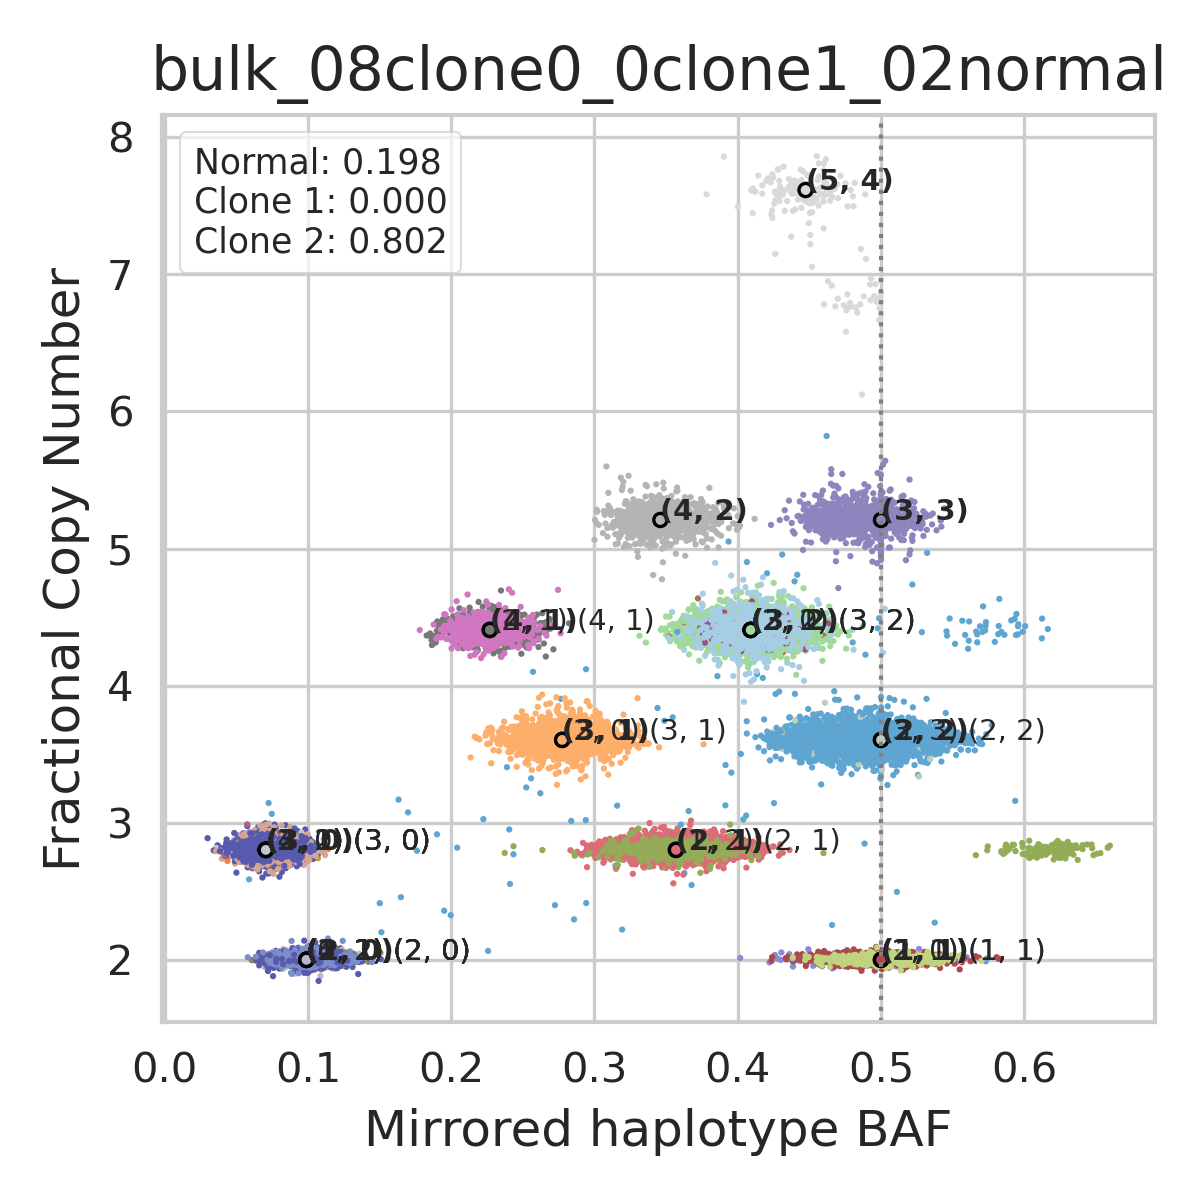 bulk_08clone0_0clone1_02normal
Normal: 0.198
Clone 1: 0.000
Clone 2: 0.802
Fractional Copy Number
8
7
6
5
4
3
2
(5, 4)
(4, 2)
(3, 3)
(4, 1)
(3, 2)
(3, 1)
(2, 2)
(3, 0)
(2, 1)
(2, 0)
(1, 1)
0.0 0.1 0.2 0.3 0.4 0.5 0.6
Mirrored haplotype BAF